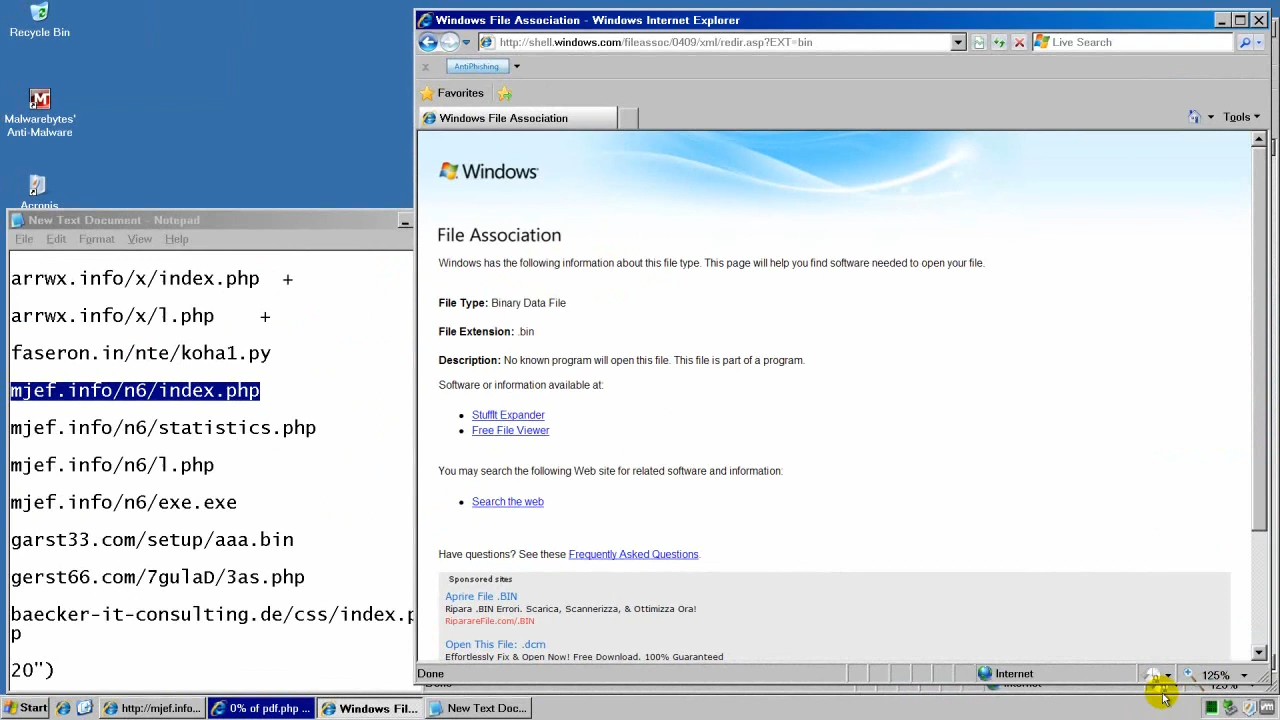 Recycle Bin
Malwarebytes'
Anti-Malware
Acronis
New Text Document - Notepad
File Edit Format View Help
arrwx.info/x/index.php +
arrwx.info/x/l.php +
faseron.in/nte/koha1.py
mjef.info/n6/index.php
mjef.info/n6/statistics.php
mjef.info/n6/l.php
mjef.info/n6/exe.exe
garst33.com/setup/aaa.bin
gerst66.com/7gulaD/3as.php
baecker-it-consulting.de/css/index.p
p
20")
Windows File Association - Windows Internet Explorer
http://shell.windows.com/fileassoc/0409/xml/redir.asp?EXT=bin
Live Search
AntiPhishing
Favorites
Windows File Association
Tools
Windows
File Association
Windows has the following information about this file type. This page will help you find software needed to open your file.
File Type: Binary Data File
File Extension: .bin
Description: No known program will open this file. This file is part of a program.
Software or information available at:
StuffIt Expander
Free File Viewer
You may search the following Web site for related software and information:
Search the web
Have questions? See these Frequently Asked Questions.
Sponsored sites
Aprire File .BIN
Ripara .BIN Errori. Scarica, Scannerizza, & Ottimizza Ora!
RiparareFile.com/.BIN
Open This File: .dcm
Effortlessly Fix & Open Now! Free Download. 100% Guaranteed
Done
Internet
125%
Start
http://mjef.info...
0% of pdf.php ...
Windows Fil...
New Text Doc...